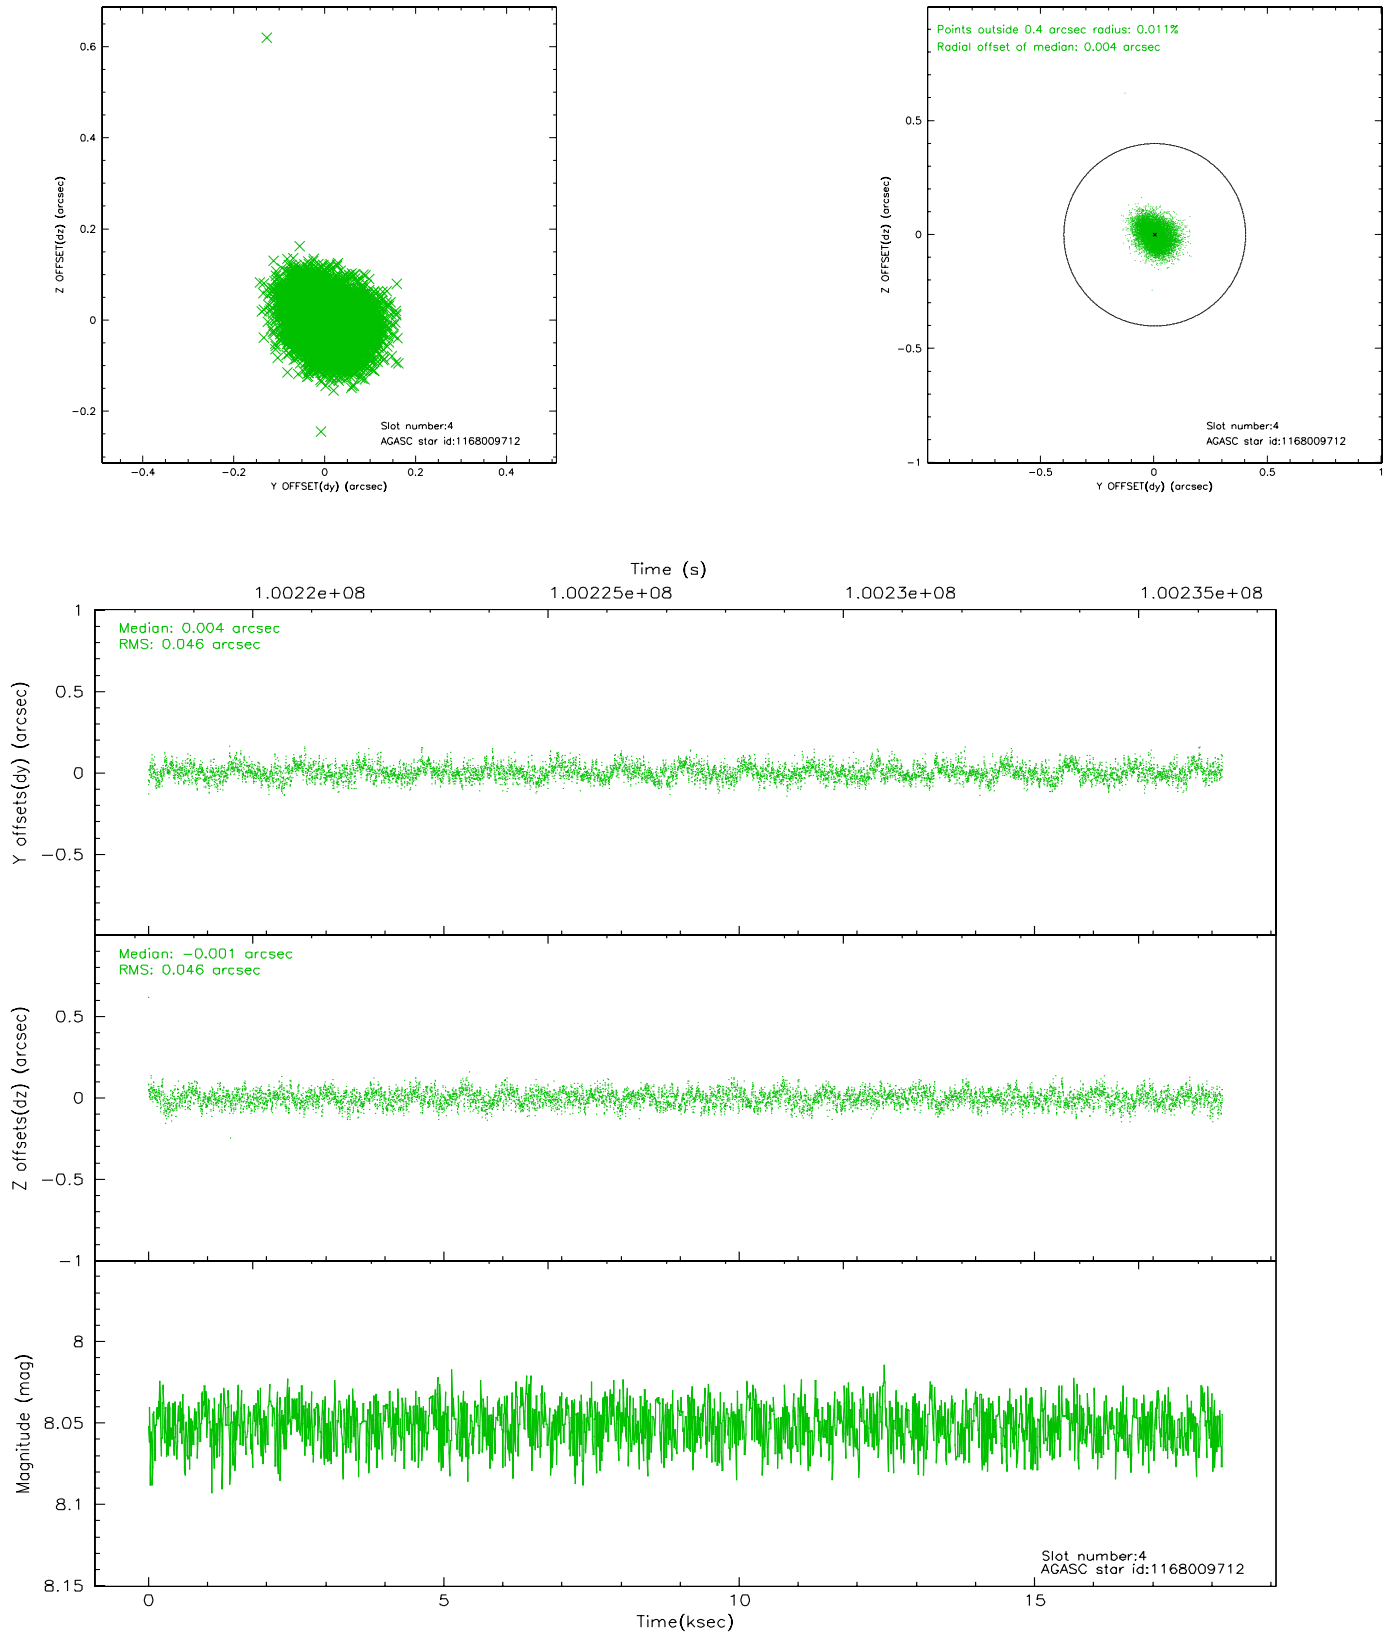 0.6
0.4
0.2
0
−0.2
Z OFFSET(dz) (arcsec)
Slot number:4
AGASC star id:1168009712
−0.4 −0.2 0 0.2 0.4
Y OFFSET(dy) (arcsec)
Points outside 0.4 arcsec radius: 0.011%
Radial offset of median: 0.004 arcsec
0.5
0
−0.5
−1
Z OFFSET(dz) (arcsec)
Slot number:4
AGASC star id:1168009712
−0.5 0 0.5 1
Y OFFSET(dy) (arcsec)
Time (s)
1.0022e+08 1.00225e+08 1.0023e+08 1.00235e+08
1
0.5
0
−0.5
Y offsets(dy) (arcsec)
Median: 0.004 arcsec
RMS: 0.046 arcsec
0.5
0
−0.5
−1
Z offsets(dz) (arcsec)
Median: −0.001 arcsec
RMS: 0.046 arcsec
8
8.05
8.1
8.15
Magnitude (mag)
Slot number:4
AGASC star id:1168009712
0 5 10 15
Time(ksec)